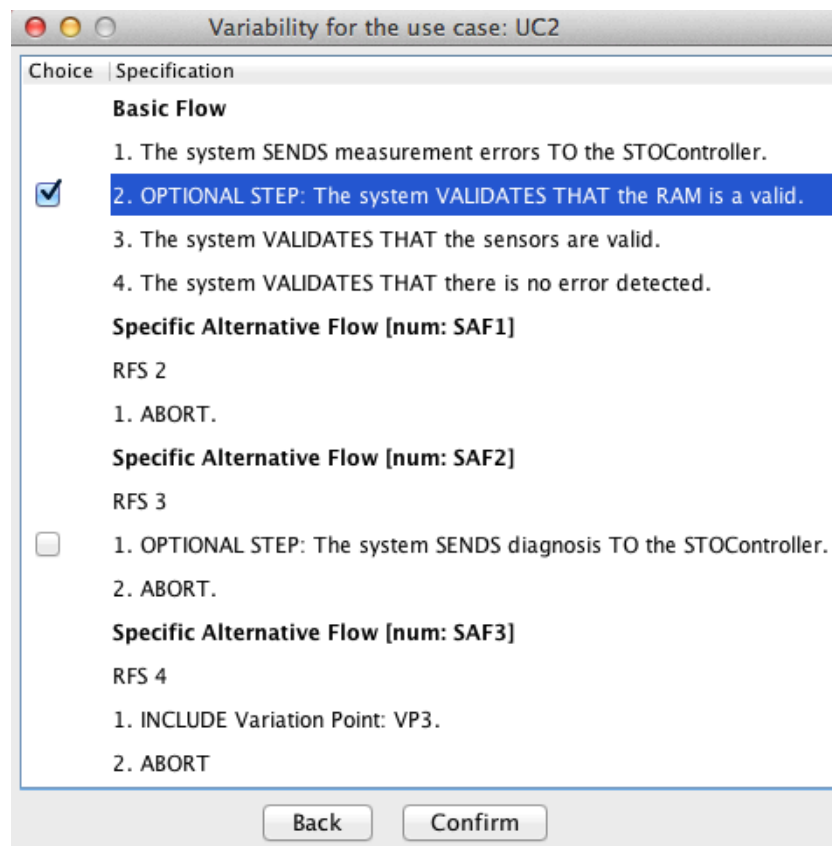 Variability for the use case: UC2
Choice Specification
Basic Flow
1. The system SENDS measurement errors TO the STOController.
2. OPTIONAL STEP: The system VALIDATES THAT the RAM is a valid.
3. The system VALIDATES THAT the sensors are valid.
4. The system VALIDATES THAT there is no error detected.
Specific Alternative Flow [num: SAF1]
RFS 2
1. ABORT.
Specific Alternative Flow [num: SAF2]
RFS 3
1. OPTIONAL STEP: The system SENDS diagnosis TO the STOController.
2. ABORT.
Specific Alternative Flow [num: SAF3]
RFS 4
1. INCLUDE Variation Point: VP3.
2. ABORT
Back Confirm